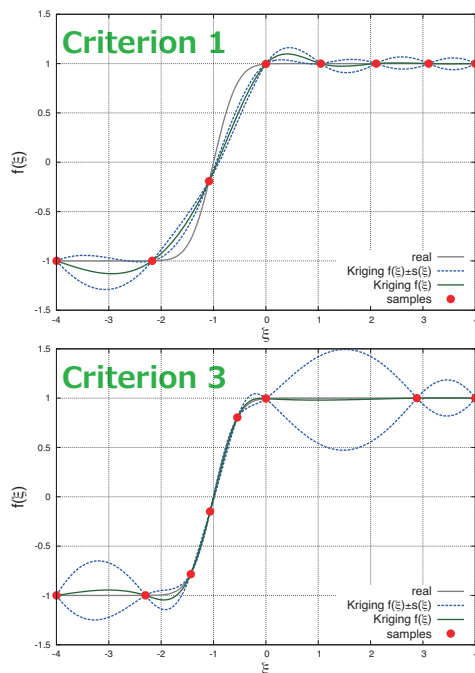 Criterion 1
1.5
1
0.5
0
-0.5
-1
-1.5
f(ξ)
real
Kriging f(ξ)±s(ξ)
Kriging f(ξ)
samples
-4 -3 -2 -1 0 1 2 3 4
ξ
Criterion 3
1.5
1
0.5
0
-0.5
-1
-1.5
f(ξ)
real
Kriging f(ξ)±s(ξ)
Kriging f(ξ)
samples
-4 -3 -2 -1 0 1 2 3 4
ξ